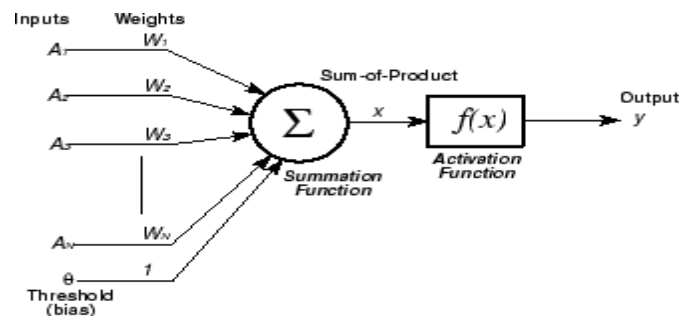 Inputs Weights
A₁ W₁
Sum-of-Product
A₂ W₂
Σ x f(x) Output
y
A₃ W₃
Summation
Function
Activation
Function
Aₙ Wₙ
θ 1
Threshold
(bias)